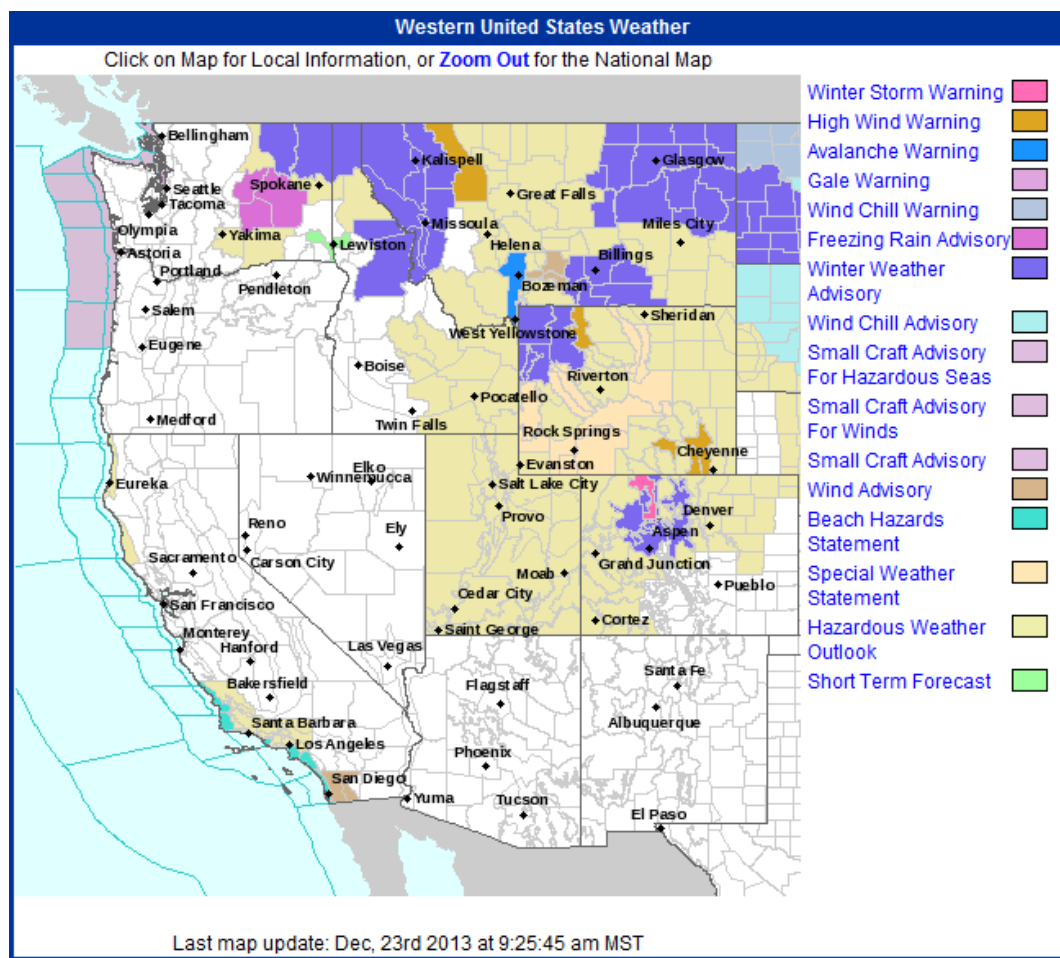 Western United States Weather
Click on Map for Local Information, or Zoom Out for the National Map
Winter Storm Warning
High Wind Warning
Avalanche Warning
Gale Warning
Wind Chill Warning
Freezing Rain Advisory
Winter Weather
Advisory
Wind Chill Advisory
Small Craft Advisory
For Hazardous Seas
Small Craft Advisory
For Winds
Small Craft Advisory
Wind Advisory
Beach Hazards
Statement
Special Weather
Statement
Hazardous Weather
Outlook
Short Term Forecast
Bellingham
Kalispell
Glasgow
Seattle
Spokane
Great Falls
Tacoma
Olympia
Yakima
Missoula
Miles City
Lewiston
Helena
Astoria
Billings
Portland
Bozeman
Pendleton
Salem
Sheridan
West Yellowstone
Eugene
Boise
Riverton
Pocatello
Medford
Twin Falls
Rock Springs
Cheyenne
Evanston
Elko
Winnemucca
Eureka
Salt Lake City
Provo
Denver
Reno
Ely
Aspen
Sacramento
Carson City
Grand Junction
Moab
Pueblo
Cedar City
San Francisco
Cortez
Saint George
Monterey
Hanford
Las Vegas
Santa Fe
Bakersfield
Flagstaff
Albuquerque
Santa Barbara
Los Angeles
Phoenix
San Diego
Yuma
Tucson
El Paso
Last map update: Dec, 23rd 2013 at 9:25:45 am MST